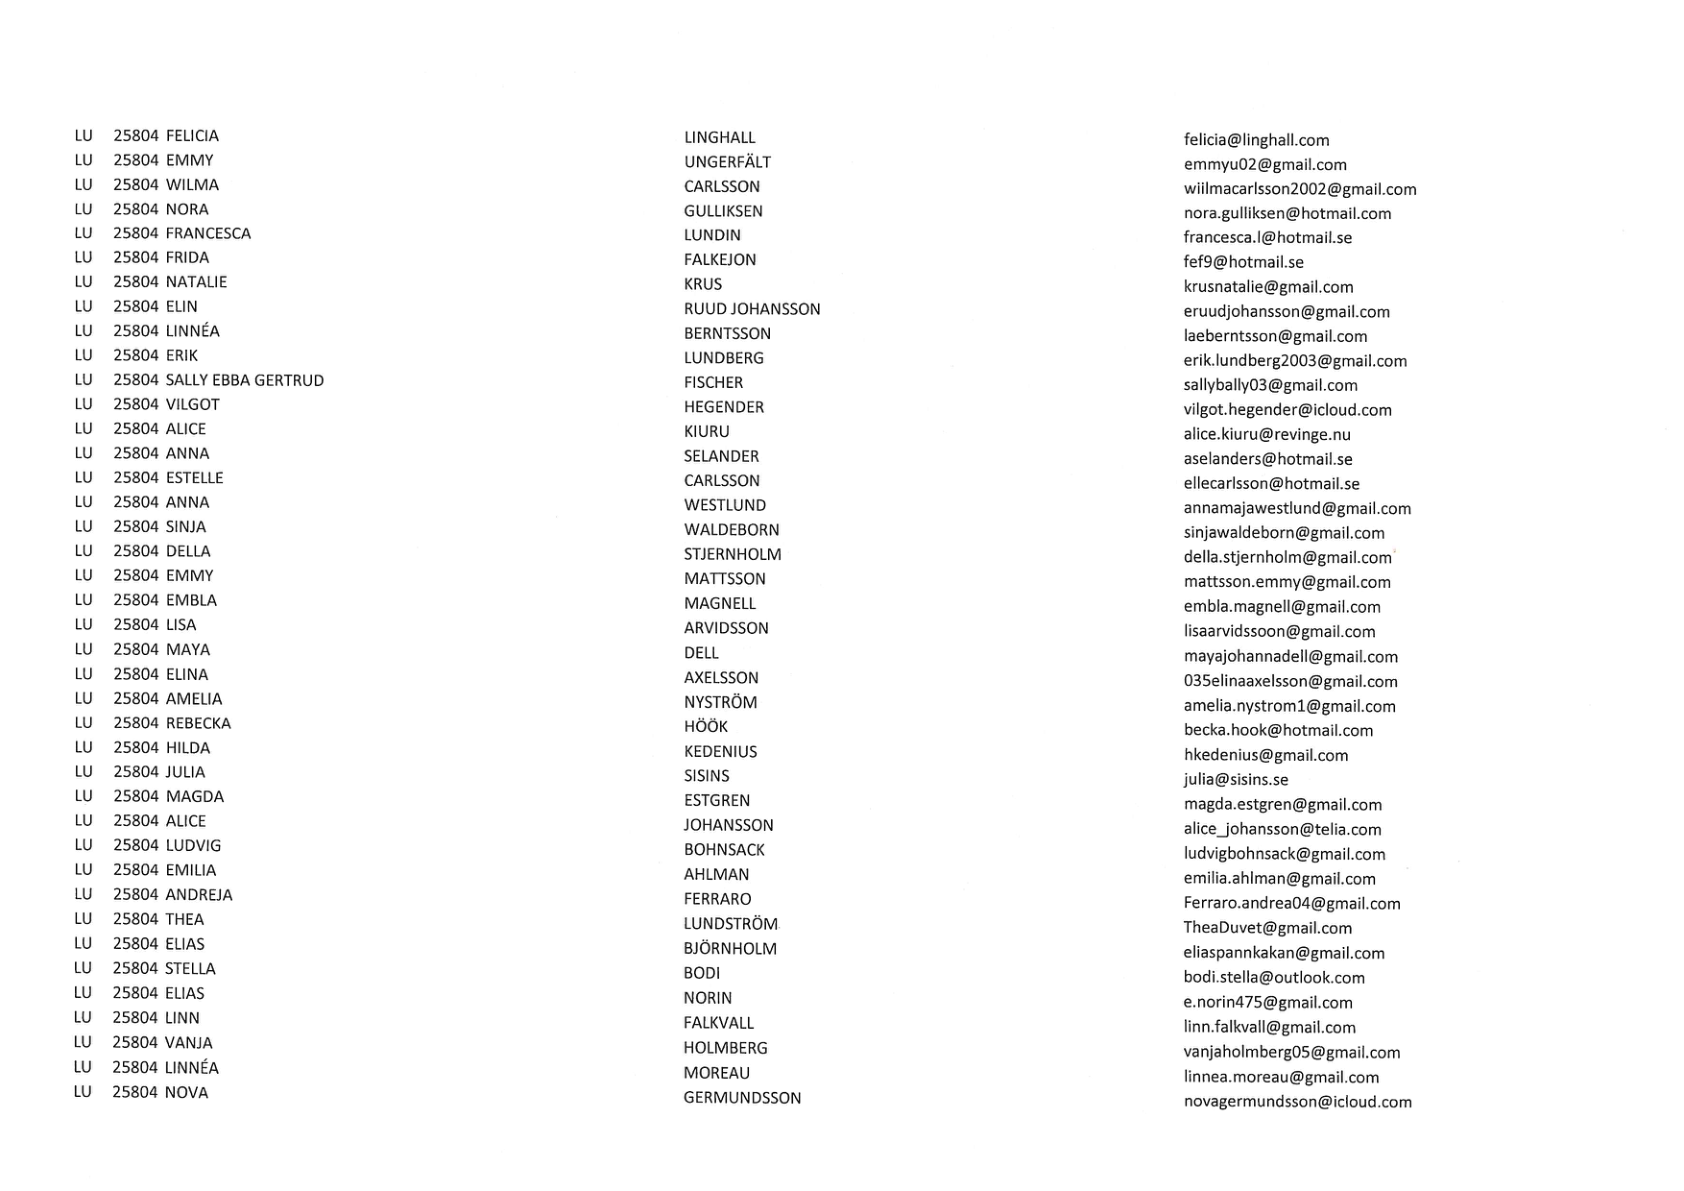 LU 25804 FELICIA LINGHALL felicia@linghall.com
LU 25804 EMMY UNGERFÄLT emmyu02@gmail.com
LU 25804 WILMA CARLSSON wiilmacarlsson2002@gmail.com
LU 25804 NORA GULLIKSEN nora.gulliksen@hotmail.com
LU 25804 FRANCESCA LUNDIN francesca.l@hotmail.se
LU 25804 FRIDA FALKEJON fef9@hotmail.se
LU 25804 NATALIE KRUS krusnatalie@gmail.com
LU 25804 ELIN RUUD JOHANSSON eruudjohansson@gmail.com
LU 25804 LINNÉA BERNTSSON laeberntsson@gmail.com
LU 25804 ERIK LUNDBERG erik.lundberg2003@gmail.com
LU 25804 SALLY EBBA GERTRUD FISCHER sallybally03@gmail.com
LU 25804 VILGOT HEGENDER vilgot.hegender@icloud.com
LU 25804 ALICE KIURU alice.kiuru@revinge.nu
LU 25804 ANNA SELANDER aselanders@hotmail.se
LU 25804 ESTELLE CARLSSON ellecarlsson@hotmail.se
LU 25804 ANNA WESTLUND annamajawestlund@gmail.com
LU 25804 SINJA WALDEBORN sinjawaldeborn@gmail.com
LU 25804 DELLA STJERNHOLM della.stjernholm@gmail.com
LU 25804 EMMY MATTSSON mattsson.emmy@gmail.com
LU 25804 EMBLA MAGNELL embla.magnell@gmail.com
LU 25804 LISA ARVIDSSON lisaarvidssoon@gmail.com
LU 25804 MAYA DELL mayajohannadell@gmail.com
LU 25804 ELINA AXELSSON 035elinaaxelsson@gmail.com
LU 25804 AMELIA NYSTRÖM amelia.nystrom1@gmail.com
LU 25804 REBECKA HÖÖK becka.hook@hotmail.com
LU 25804 HILDA KEDENIUS hkedenius@gmail.com
LU 25804 JULIA SISINS julia@sisins.se
LU 25804 MAGDA ESTGREN magda.estgren@gmail.com
LU 25804 ALICE JOHANSSON alice_johansson@telia.com
LU 25804 LUDVIG BOHNSACK ludvigbohnsack@gmail.com
LU 25804 EMILIA AHLMAN emilia.ahlman@gmail.com
LU 25804 ANDREJA FERRARO Ferraro.andrea04@gmail.com
LU 25804 THEA LUNDSTRÖM TheaDuvet@gmail.com
LU 25804 ELIAS BJÖRNHOLM eliaspannkakan@gmail.com
LU 25804 STELLA BODI bodi.stella@outlook.com
LU 25804 ELIAS NORIN e.norin475@gmail.com
LU 25804 LINN FALKVALL linn.falkvall@gmail.com
LU 25804 VANJA HOLMBERG vanjaholmberg05@gmail.com
LU 25804 LINNÉA MOREAU linnea.moreau@gmail.com
LU 25804 NOVA GERMUNDSSON novagermundsson@icloud.com